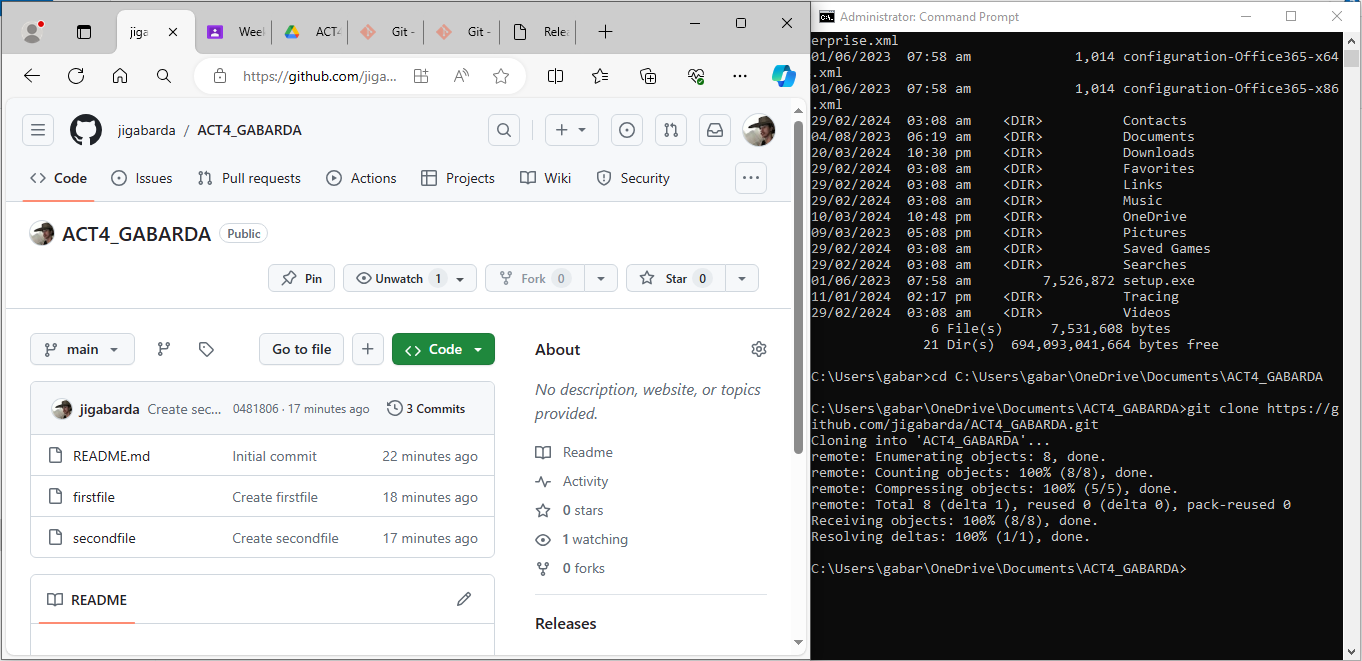 jiga
Week
ACT4
Git -
Git -
Relea
https://github.com/jiga...
jigabarda / ACT4_GABARDA
Code
Issues
Pull requests
Actions
Projects
Wiki
Security
ACT4_GABARDA Public
Pin
Unwatch 1
Fork 0
Star 0
main
Go to file
Code
jigabarda Create sec... 0481806 · 17 minutes ago 3 Commits
README.md Initial commit 22 minutes ago
firstfile Create firstfile 18 minutes ago
secondfile Create secondfile 17 minutes ago
README
About
No description, website, or topics
provided.
Readme
Activity
0 stars
1 watching
0 forks
Releases
Administrator: Command Prompt
erprise.xml
01/06/2023 07:58 am 1,014 configuration-Office365-x64
.xml
01/06/2023 07:58 am 1,014 configuration-Office365-x86
.xml
29/02/2024 03:08 am <DIR> Contacts
04/08/2023 06:19 am <DIR> Documents
20/03/2024 10:30 pm <DIR> Downloads
29/02/2024 03:08 am <DIR> Favorites
29/02/2024 03:08 am <DIR> Links
29/02/2024 03:08 am <DIR> Music
10/03/2024 10:48 pm <DIR> OneDrive
09/03/2023 05:08 pm <DIR> Pictures
29/02/2024 03:08 am <DIR> Saved Games
29/02/2024 03:08 am <DIR> Searches
01/06/2023 07:58 am 7,526,872 setup.exe
11/01/2024 02:17 pm <DIR> Tracing
29/02/2024 03:08 am <DIR> Videos
6 File(s) 7,531,608 bytes
21 Dir(s) 694,093,041,664 bytes free
C:\Users\gabar>cd C:\Users\gabar\OneDrive\Documents\ACT4_GABARDA
C:\Users\gabar\OneDrive\Documents\ACT4_GABARDA>git clone https://g
ithub.com/jigabarda/ACT4_GABARDA.git
Cloning into 'ACT4_GABARDA'...
remote: Enumerating objects: 8, done.
remote: Counting objects: 100% (8/8), done.
remote: Compressing objects: 100% (5/5), done.
remote: Total 8 (delta 1), reused 0 (delta 0), pack-reused 0
Receiving objects: 100% (8/8), done.
Resolving deltas: 100% (1/1), done.
C:\Users\gabar\OneDrive\Documents\ACT4_GABARDA>